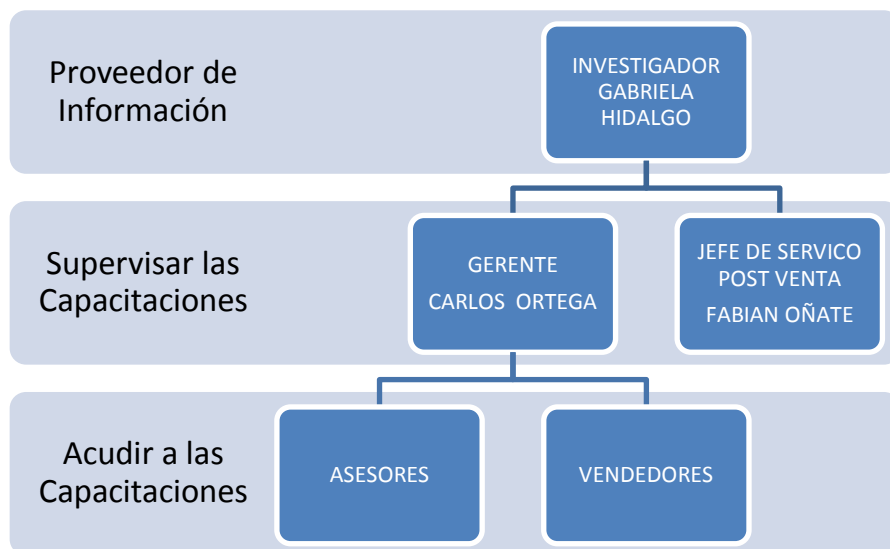 Proveedor de
Información
INVESTIGADOR
GABRIELA
HIDALGO
Supervisar las
Capacitaciones
GERENTE
CARLOS ORTEGA
JEFE DE SERVICO
POST VENTA
FABIAN OÑATE
Acudir a las
Capacitaciones
ASESORES
VENDEDORES